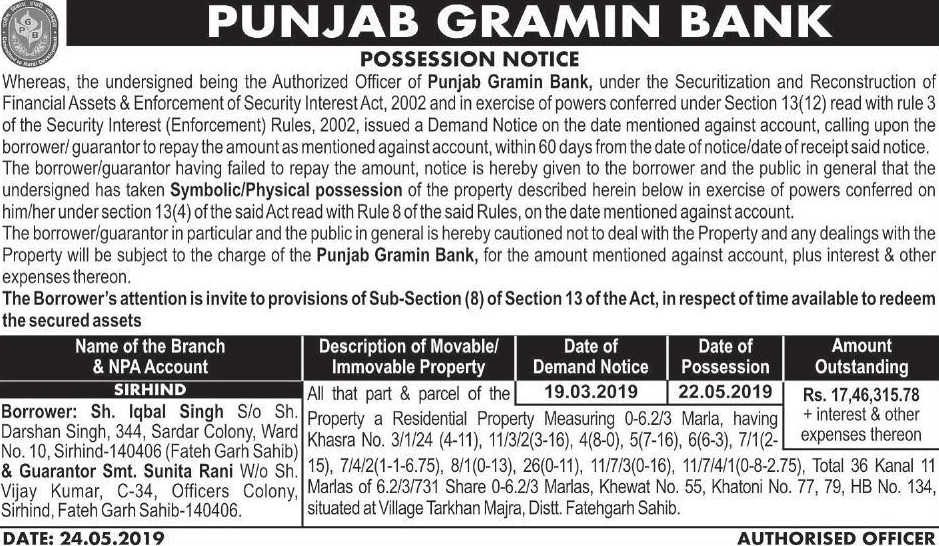 PUNJAB GRAMIN BANK
POSSESSION NOTICE
Whereas, the undersigned being the Authorized Officer of Punjab Gramin Bank, under the Securitization and Reconstruction of
Financial Assets & Enforcement of Security Interest Act, 2002 and in exercise of powers conferred under Section 13(12) read with rule 3
of the Security Interest (Enforcement) Rules, 2002, issued a Demand Notice on the date mentioned against account, calling upon the
borrower/ guarantor to repay the amount as mentioned against account, within 60 days from the date of notice/date of receipt said notice.
The borrower/guarantor having failed to repay the amount, notice is hereby given to the borrower and the public in general that the
undersigned has taken Symbolic/Physical possession of the property described herein below in exercise of powers conferred on
him/her under section 13(4) of the said Act read with Rule 8 of the said Rules, on the date mentioned against account.
The borrower/guarantor in particular and the public in general is hereby cautioned not to deal with the Property and any dealings with the
Property will be subject to the charge of the Punjab Gramin Bank, for the amount mentioned against account, plus interest & other
expenses thereon.
The Borrower's attention is invite to provisions of Sub-Section (8) of Section 13 of the Act, in respect of time available to redeem
the secured assets
Name of the Branch
& NPA Account
Description of Movable/
Immovable Property
Date of
Demand Notice
Date of
Possession
Amount
Outstanding
SIRHIND
Borrower: Sh. Iqbal Singh S/o Sh.
Darshan Singh, 344, Sardar Colony, Ward
No. 10, Sirhind-140406 (Fateh Garh Sahib)
& Guarantor Smt. Sunita Rani W/o Sh.
Vijay Kumar, C-34, Officers Colony,
Sirhind, Fateh Garh Sahib-140406.
All that part & parcel of the
19.03.2019
22.05.2019
Rs. 17,46,315.78
+ interest & other
expenses thereon
Property a Residential Property Measuring 0-6.2/3 Marla, having
Khasra No. 3/1/24 (4-11), 11/3/2(3-16), 4(8-0), 5(7-16), 6(6-3), 7/1(2-
15), 7/4/2(1-1-6.75), 8/1(0-13), 26(0-11), 11/7/3(0-16), 11/7/4/1(0-8-2.75), Total 36 Kanal 11
Marlas of 6.2/3/731 Share 0-6.2/3 Marlas, Khewat No. 55, Khatoni No. 77, 79, HB No. 134,
situated at Village Tarkhan Majra, Distt. Fatehgarh Sahib.
DATE: 24.05.2019
AUTHORISED OFFICER